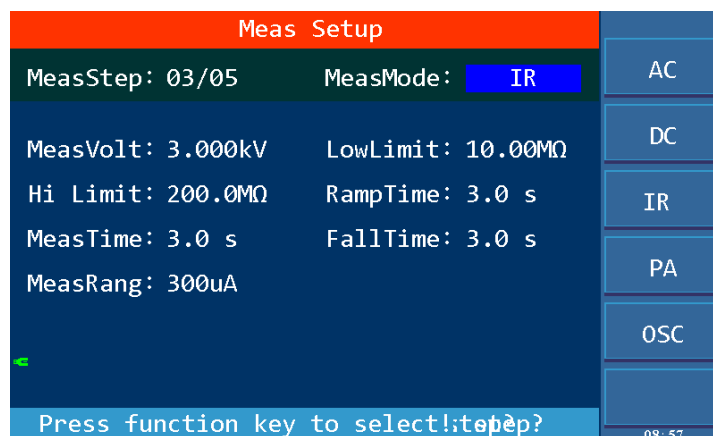 Meas Setup
MeasStep: 03/05 MeasMode: IR
MeasVolt: 3.000kV LowLimit: 10.00MΩ
Hi Limit: 200.0MΩ RampTime: 3.0 s
MeasTime: 3.0 s FallTime: 3.0 s
MeasRang: 300uA
Press function key to select!
AC
DC
IR
PA
OSC
08:57